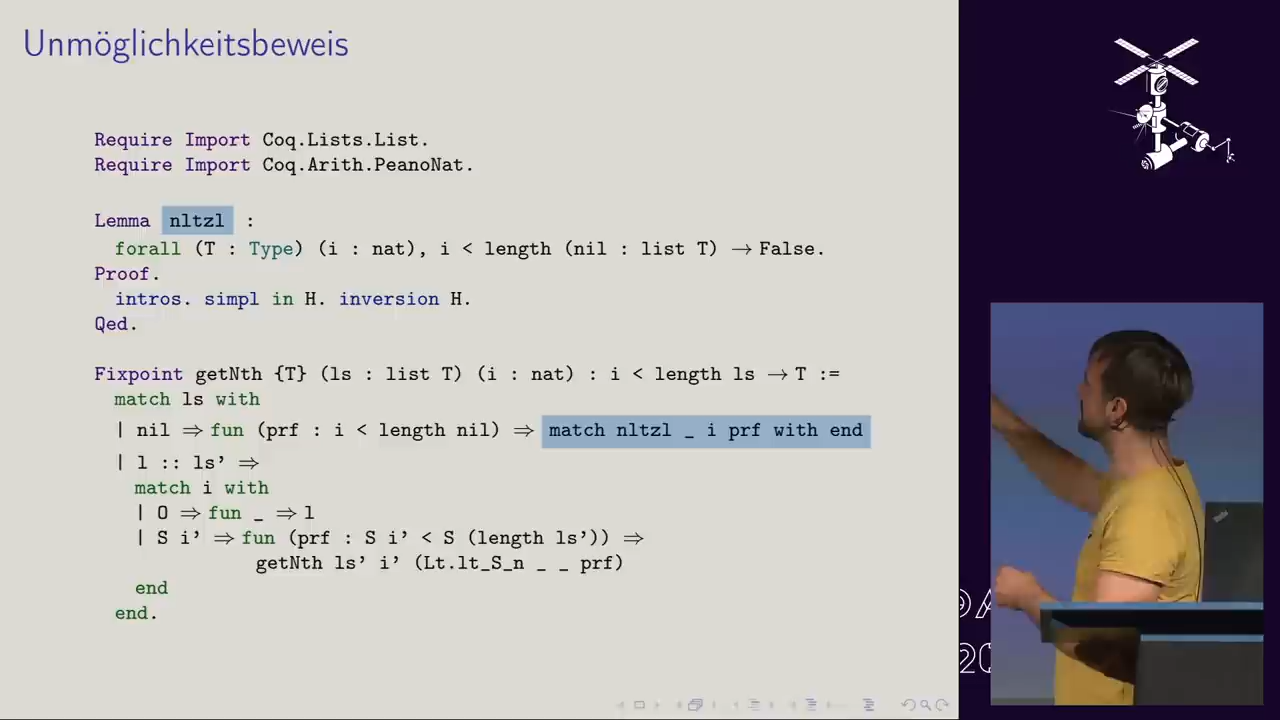 Unmöglichkeitsbeweis
Require Import Coq.Lists.List.
Require Import Coq.Arith.PeanoNat.
Lemma nltzl :
forall (T : Type) (i : nat), i < length (nil : list T) → False.
Proof.
intros. simpl in H. inversion H.
Qed.
Fixpoint getNth {T} (ls : list T) (i : nat) : i < length ls → T :=
match ls with
| nil ⇒ fun (prf : i < length nil) ⇒ match nltzl _ i prf with end
| l :: ls' ⇒
match i with
| O ⇒ fun _ ⇒ l
| S i' ⇒ fun (prf : S i' < S (length ls')) ⇒
getNth ls' i' (Lt.lt_S_n _ _ prf)
end
end.